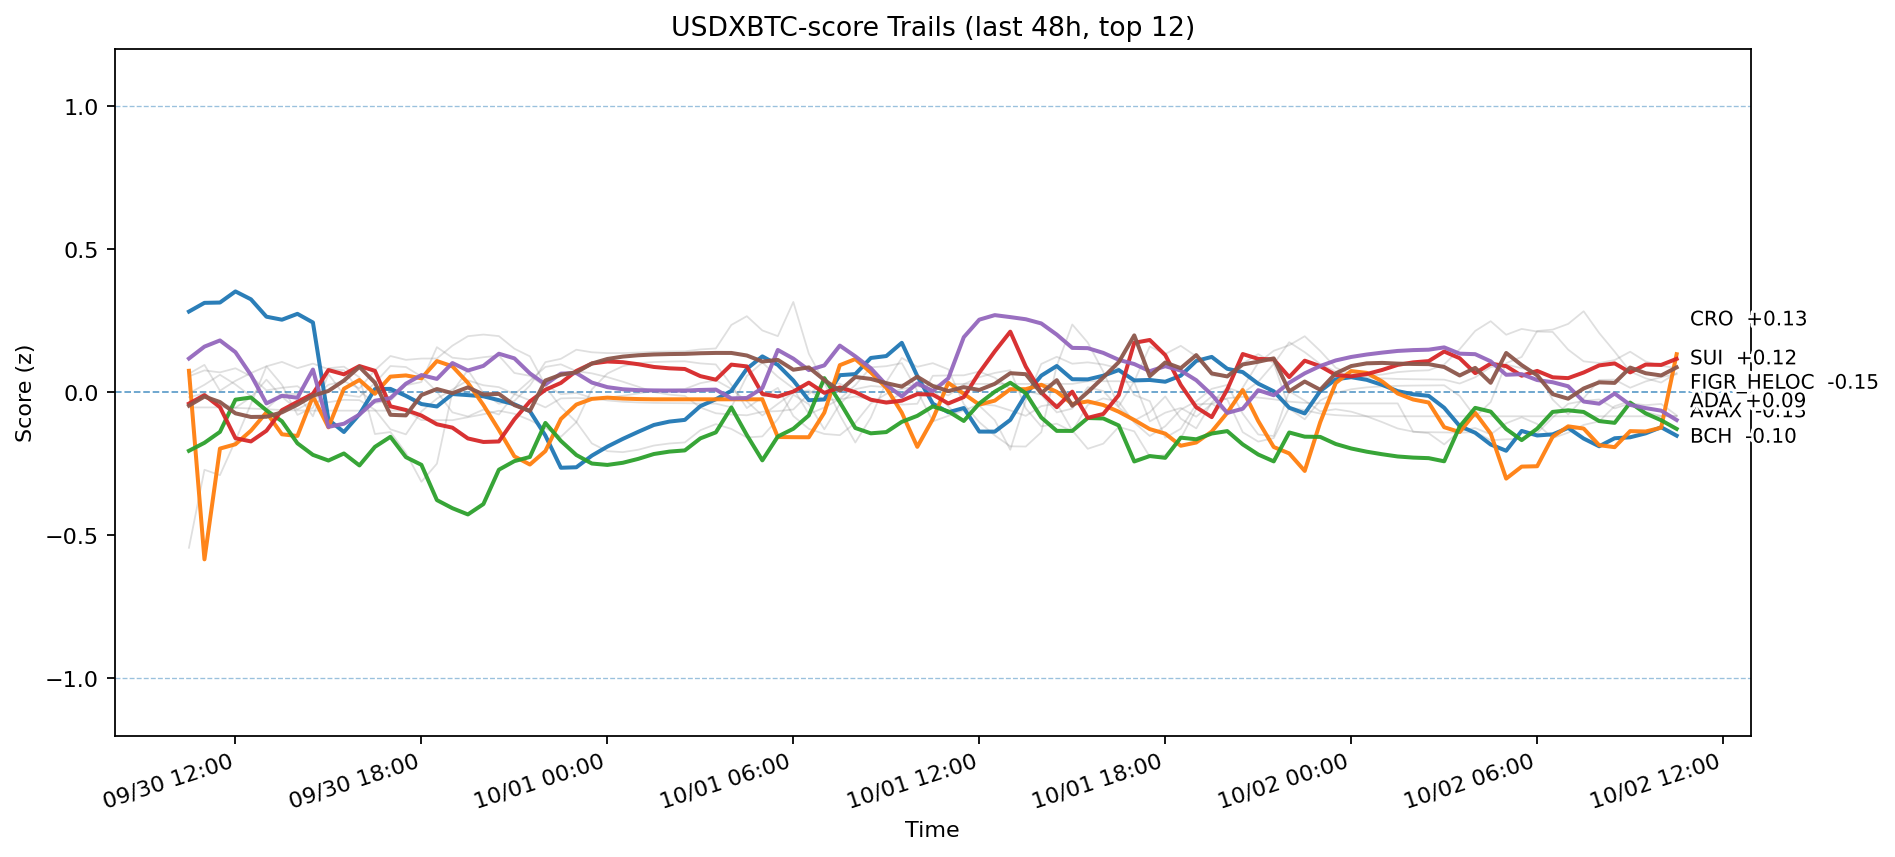 USDXBTC-score Trails (last 48h, top 12)
Score (z)
1.0
0.5
0.0
−0.5
−1.0
CRO +0.13
SUI +0.12
FIGR_HELOC -0.15
ADA +0.09
AVAX -0.13
BCH -0.10
09/30 12:00
09/30 18:00
10/01 00:00
10/01 06:00
10/01 12:00
10/01 18:00
10/02 00:00
10/02 06:00
10/02 12:00
Time